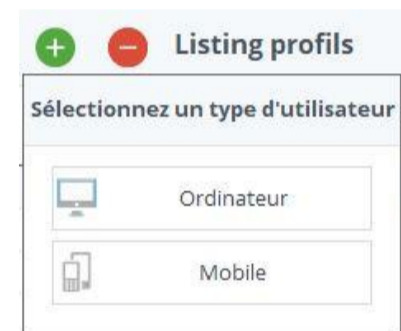 Listing profils
Sélectionnez un type d'utilisateur
Ordinateur
Mobile